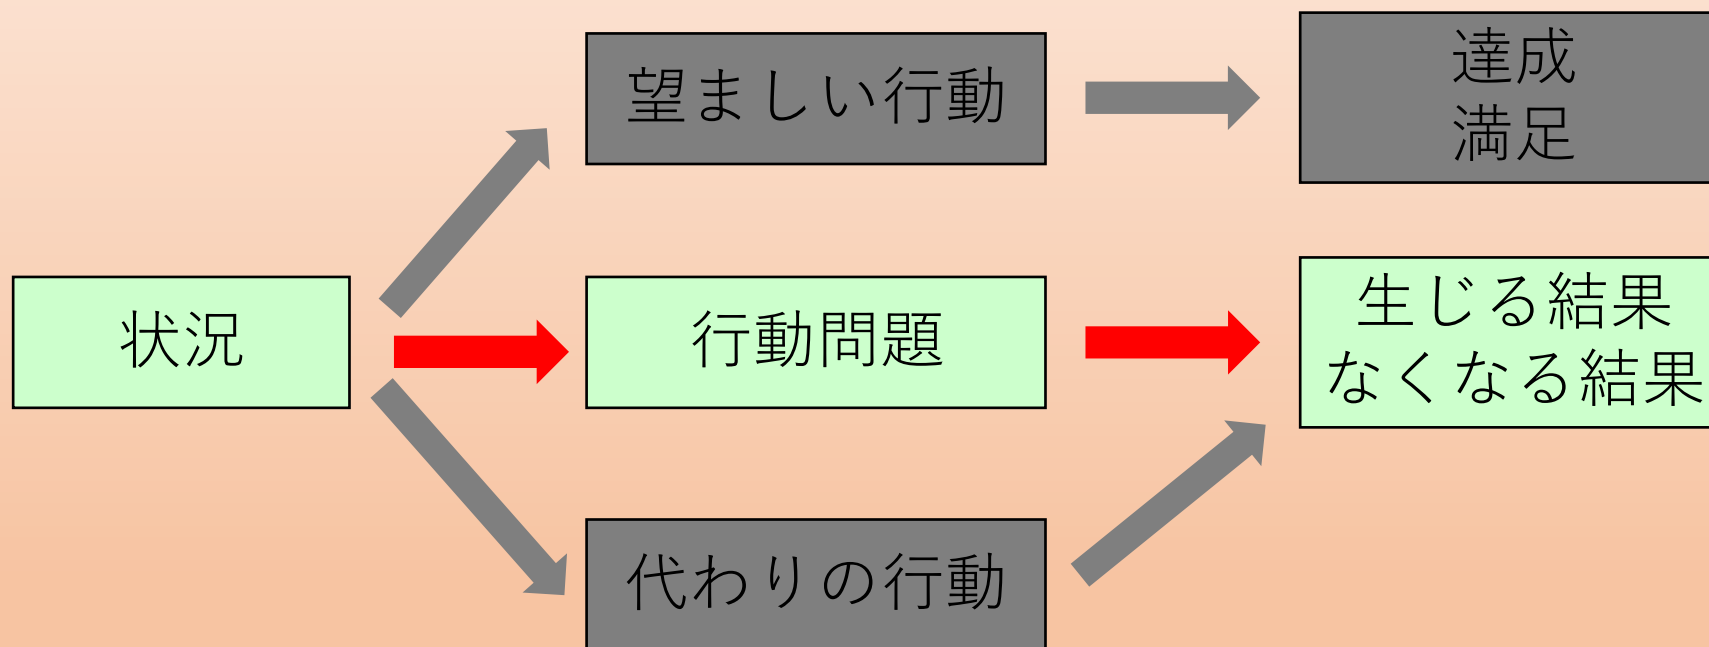 望ましい行動
達成
満足
状況
行動問題
生じる結果
なくなる結果
代わりの行動